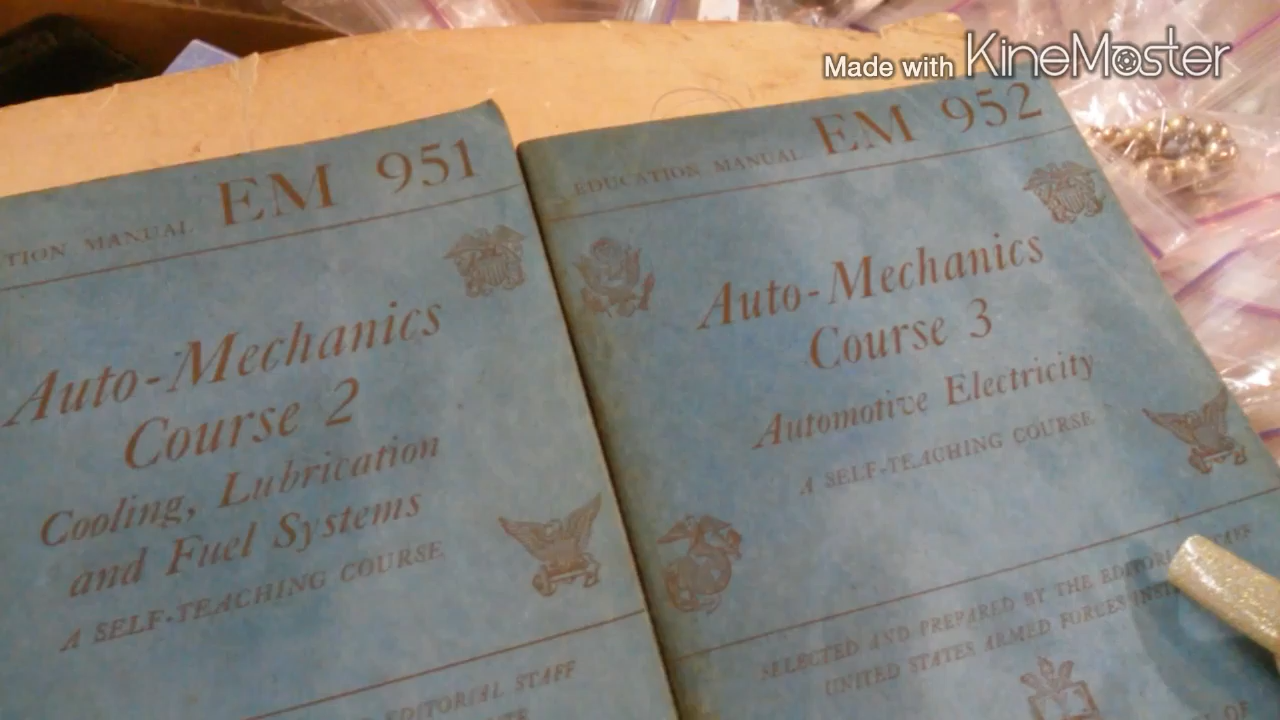 Made with KineMaster
TION MANUAL EM 951
Auto-Mechanics
Course 2
Cooling, Lubrication
and Fuel Systems
A SELF-TEACHING COURSE
EDITORIAL STAFF
EDUCATION MANUAL EM 952
Auto-Mechanics
Course 3
Automotive Electricity
A SELF-TEACHING COURSE
SELECTED AND PREPARED BY THE EDITORIAL STAFF
UNITED STATES ARMED FORCES INST
OF